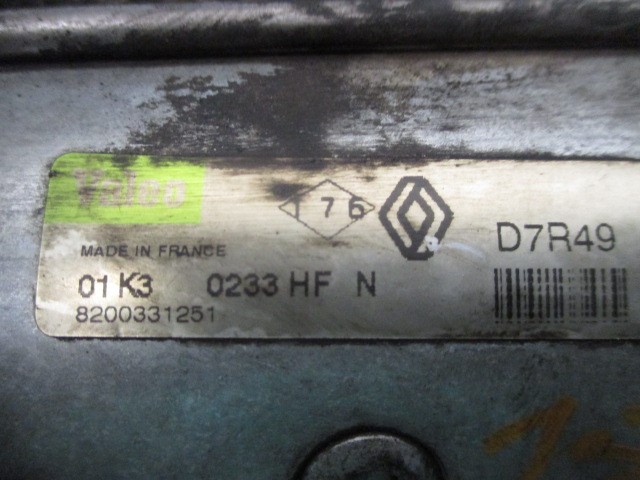 Valeo
176
D7R49
MADE IN FRANCE
01 K3 0233 HF N
8200331251